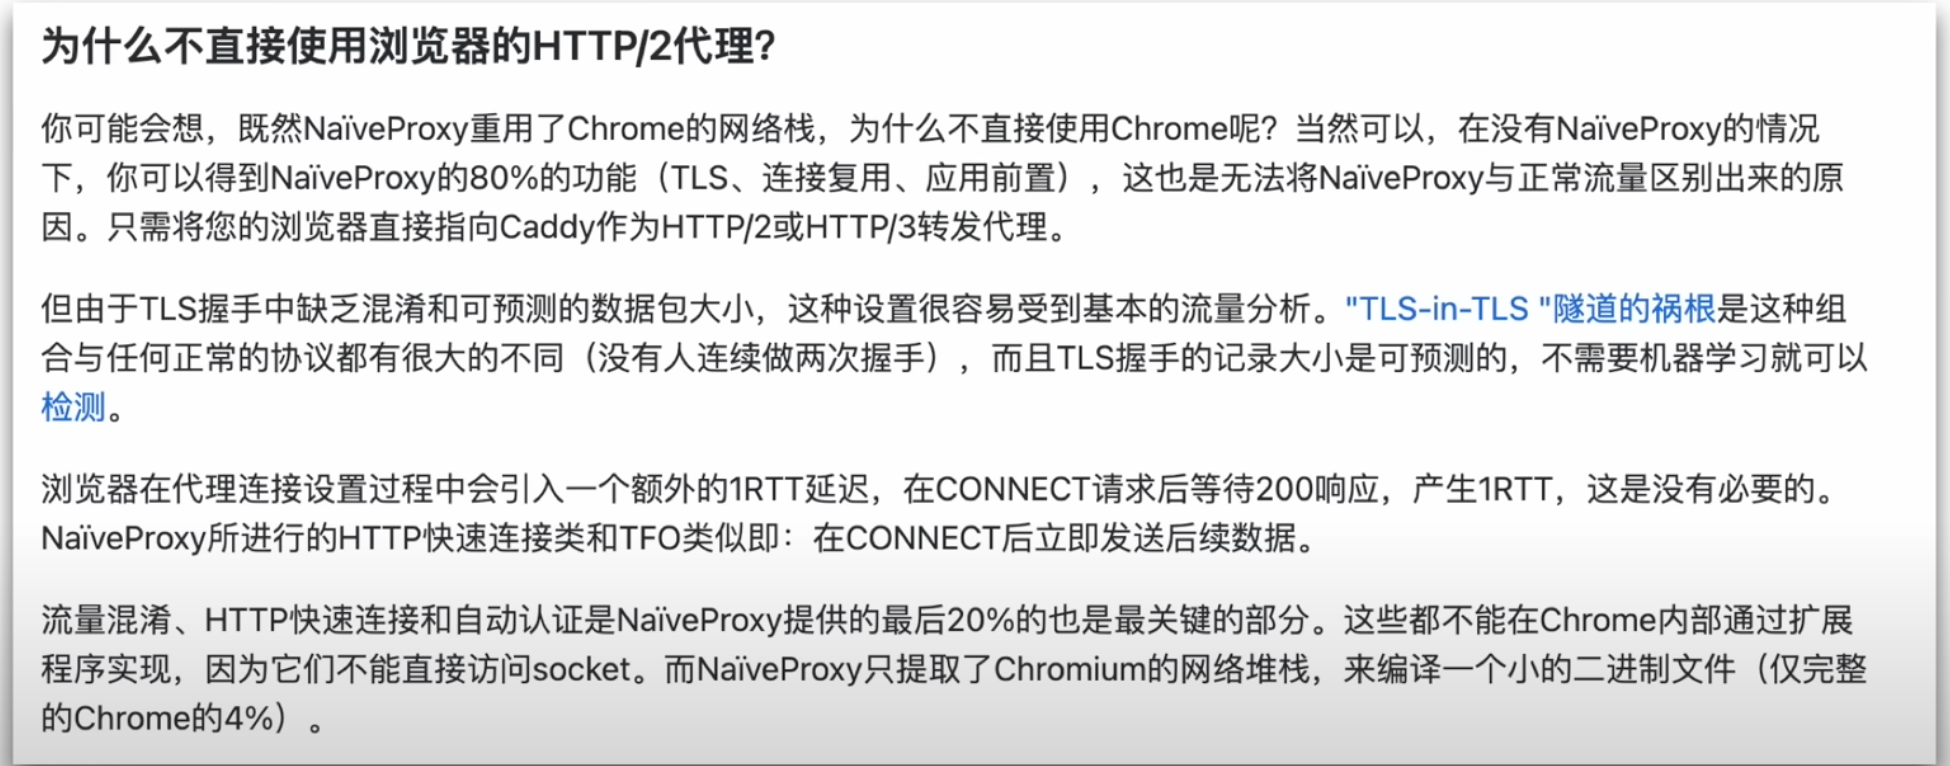 为什么不直接使用浏览器的HTTP/2代理?
你可能会想，既然NaïveProxy重用了Chrome的网络栈，为什么不直接使用Chrome呢？当然可以，在没有NaïveProxy的情况
下，你可以得到NaïveProxy的80%的功能（TLS、连接复用、应用前置），这也是无法将NaïveProxy与正常流量区别出来的原
因。只需将您的浏览器直接指向Caddy作为HTTP/2或HTTP/3转发代理。
但由于TLS握手中缺乏混淆和可预测的数据包大小，这种设置很容易受到基本的流量分析。"TLS-in-TLS "隧道的祸根是这种组
合与任何正常的协议都有很大的不同（没有人连续做两次握手），而且TLS握手的记录大小是可预测的，不需要机器学习就可以
检测。
浏览器在代理连接设置过程中会引入一个额外的1RTT延迟，在CONNECT请求后等待200响应，产生1RTT，这是没有必要的。
NaïveProxy所进行的HTTP快速连接类和TFO类似即：在CONNECT后立即发送后续数据。
流量混淆、HTTP快速连接和自动认证是NaïveProxy提供的最后20%的也是最关键的部分。这些都不能在Chrome内部通过扩展
程序实现，因为它们不能直接访问socket。而NaïveProxy只提取了Chromium的网络堆栈，来编译一个小的二进制文件（仅完整
的Chrome的4%）。